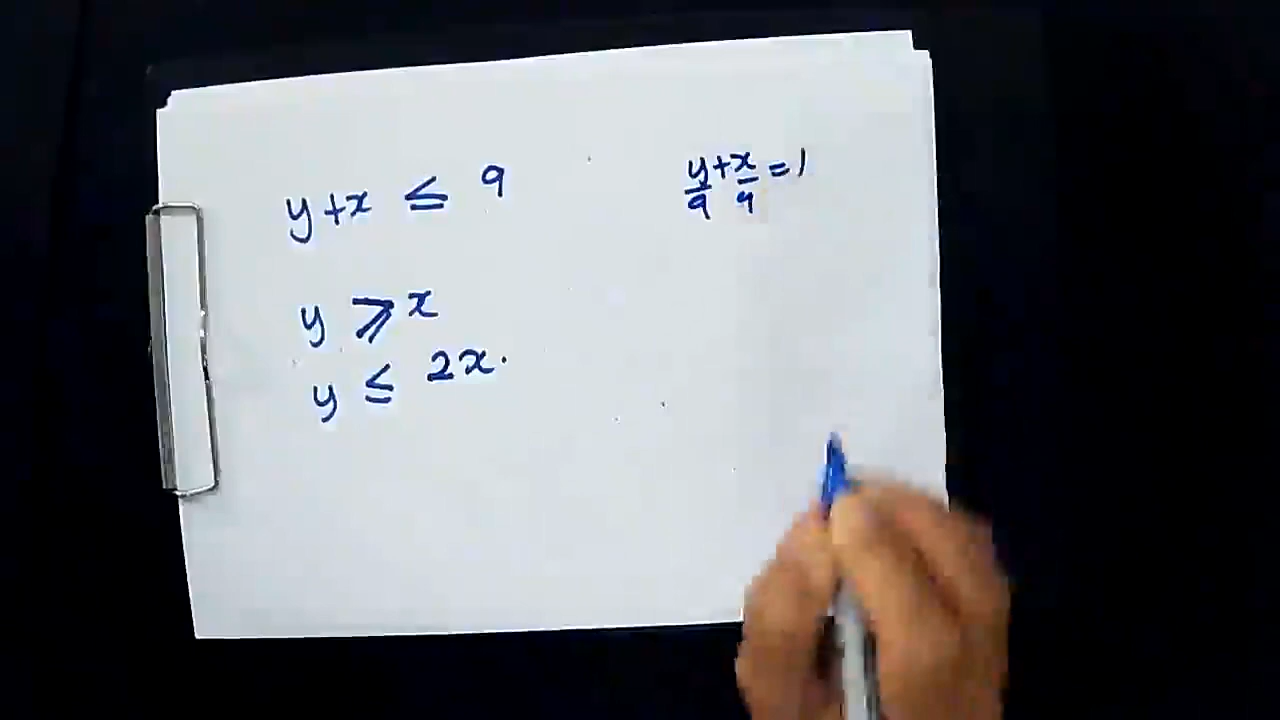 y+x ≤ 9
y/9 + x/9 = 1
y ≥ x
y ≤ 2x.